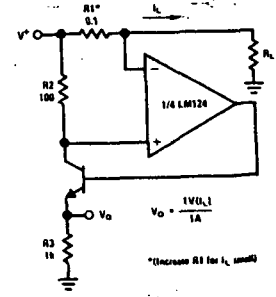 R1*
0.1
I_L
V+
R2
100
−
1/4 LM124
+
R_L
V_O
V_O = 1V(I_L) / 1A
R3
1k
*(Increase R1 for I_L small)